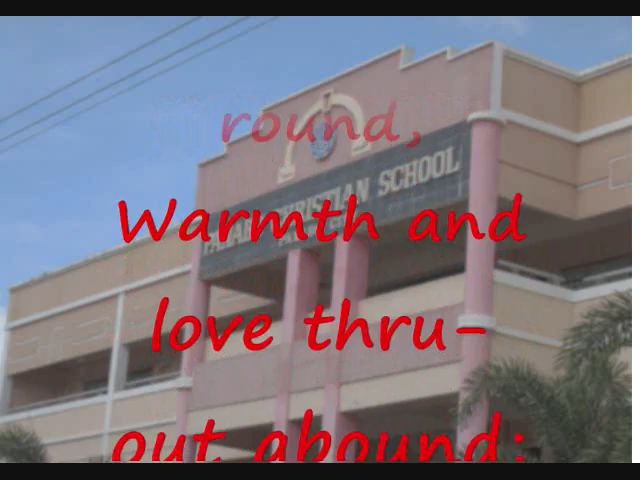 round,
CHRISTIAN SCHOOL
Warmth and
love thru-
out abound;